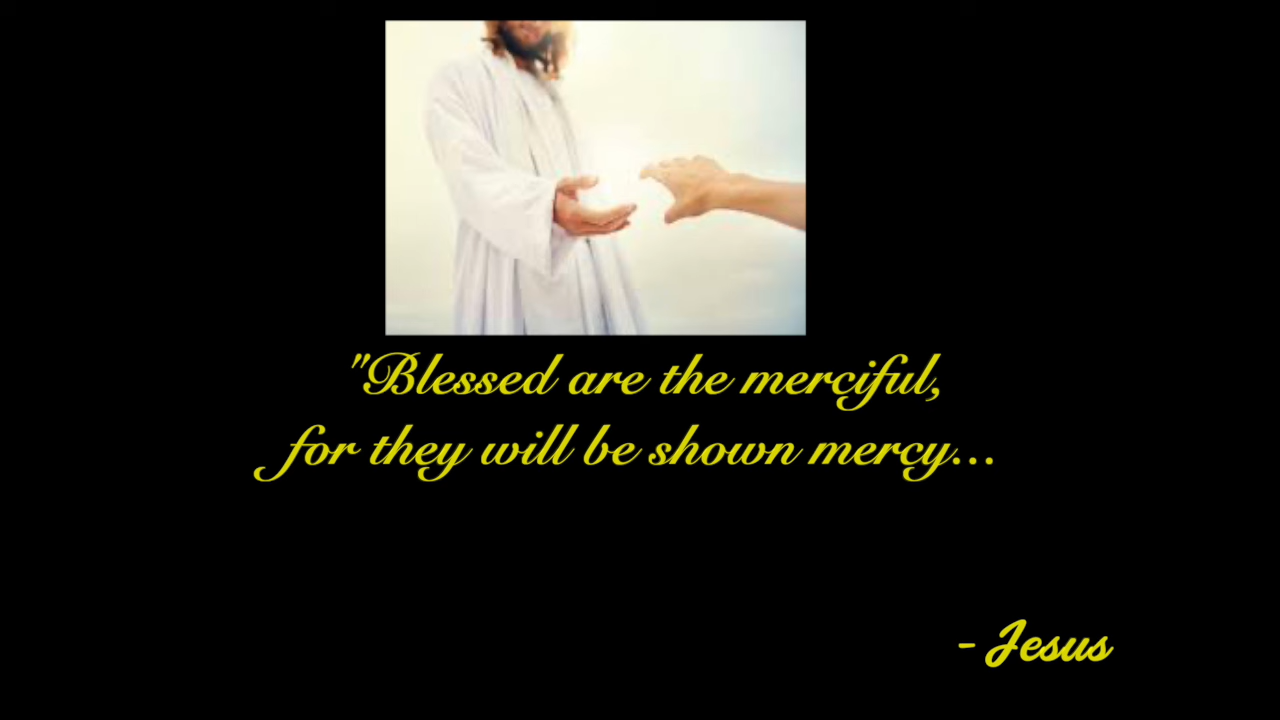 "Blessed are the merciful,
for they will be shown mercy...
- Jesus